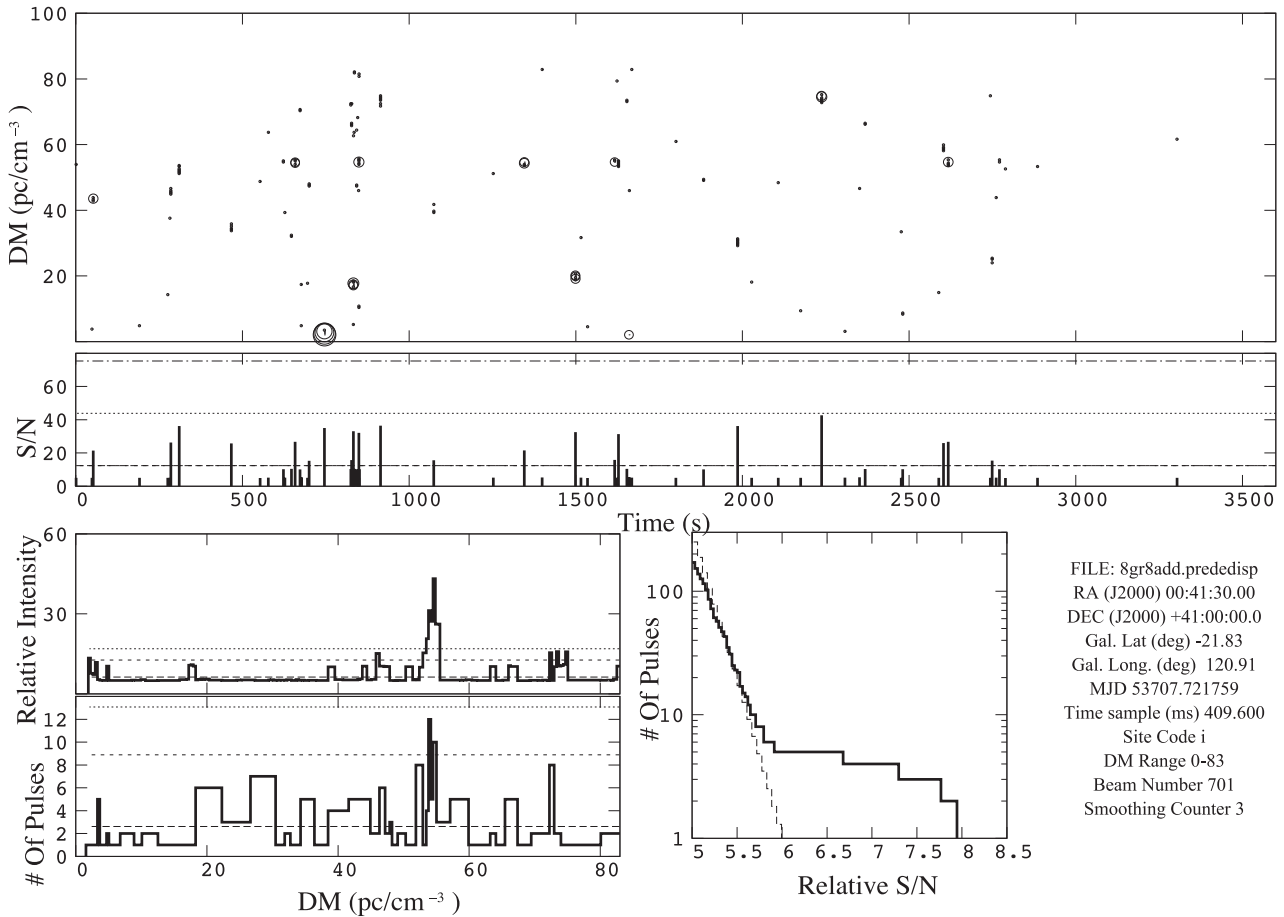 100
80
60
40
20
DM (pc/cm⁻³ )
60
40
20
0
S/N
0 500 1000 1500 2000 2500 3000 3500
Time (s)
60
30
Relative Intensity
12
10
8
6
4
2
0
# Of Pulses
0 20 40 60 80
DM (pc/cm⁻³ )
100
10
1
# Of Pulses
5 5.5 6 6.5 7 7.5 8 8.5
Relative S/N
FILE: 8gr8add.prededisp
RA (J2000) 00:41:30.00
DEC (J2000) +41:00:00.0
Gal. Lat (deg) -21.83
Gal. Long. (deg) 120.91
MJD 53707.721759
Time sample (ms) 409.600
Site Code i
DM Range 0-83
Beam Number 701
Smoothing Counter 3